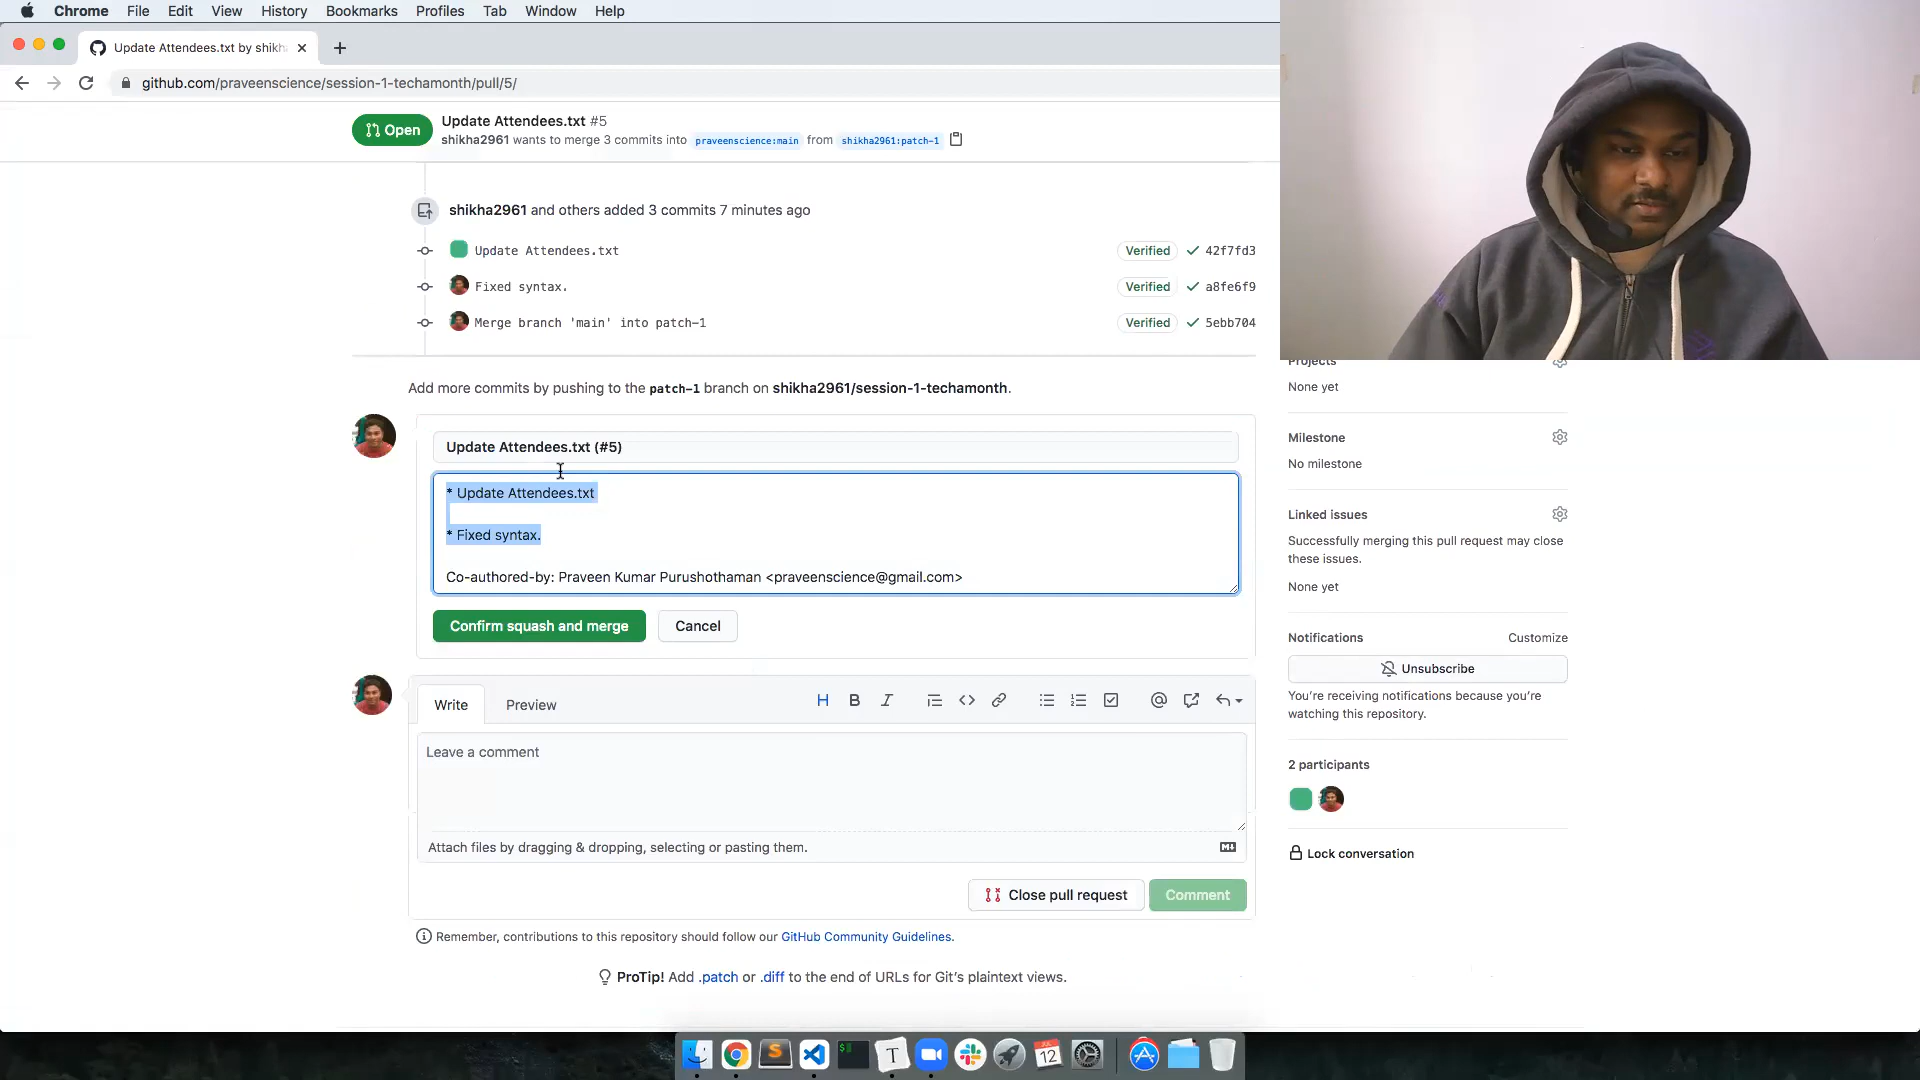 Chrome File Edit View History Bookmarks Profiles Tab Window Help
Update Attendees.txt by shikh
github.com/praveenscience/session-1-techamonth/pull/5/
Open
Update Attendees.txt #5
shikha2961 wants to merge 3 commits into praveenscience:main from shikha2961:patch-1
shikha2961 and others added 3 commits 7 minutes ago
Update Attendees.txt Verified 42f7fd3
Fixed syntax. Verified a8fe6f9
Merge branch 'main' into patch-1 Verified 5ebb704
Add more commits by pushing to the patch-1 branch on shikha2961/session-1-techamonth.
Update Attendees.txt (#5)
* Update Attendees.txt
* Fixed syntax.
Co-authored-by: Praveen Kumar Purushothaman <praveenscience@gmail.com>
Confirm squash and merge Cancel
Write Preview
Leave a comment
Attach files by dragging & dropping, selecting or pasting them.
Close pull request Comment
Remember, contributions to this repository should follow our GitHub Community Guidelines.
ProTip! Add .patch or .diff to the end of URLs for Git's plaintext views.
Projects
None yet
Milestone
No milestone
Linked issues
Successfully merging this pull request may close
these issues.
None yet
Notifications Customize
Unsubscribe
You're receiving notifications because you're
watching this repository.
2 participants
Lock conversation
JUL
12